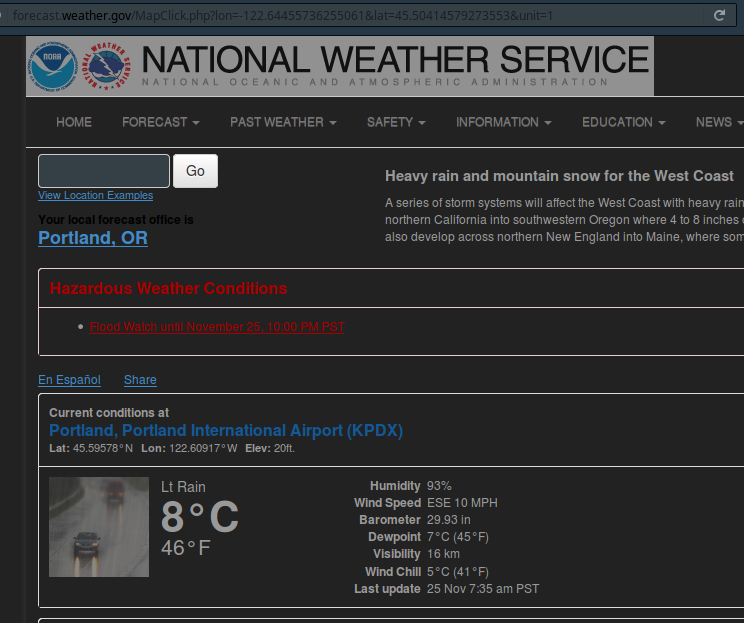 forecast.weather.gov/MapClick.php?lon=-122.64455736255061&lat=45.50414579273553&unit=1
NOAA
NATIONAL WEATHER SERVICE
NATIONAL OCEANIC AND ATMOSPHERIC ADMINISTRATION
HOME FORECAST PAST WEATHER SAFETY INFORMATION EDUCATION NEWS
Go
View Location Examples
Your local forecast office is
Portland, OR
Heavy rain and mountain snow for the West Coast
A series of storm systems will affect the West Coast with heavy rain
northern California into southwestern Oregon where 4 to 8 inches
also develop across northern New England into Maine, where som
Hazardous Weather Conditions
• Flood Watch until November 25, 10:00 PM PST
En Español Share
Current conditions at
Portland, Portland International Airport (KPDX)
Lat: 45.59578°N Lon: 122.60917°W Elev: 20ft.
Lt Rain
8°C
46°F
Humidity 93%
Wind Speed ESE 10 MPH
Barometer 29.93 in
Dewpoint 7°C (45°F)
Visibility 16 km
Wind Chill 5°C (41°F)
Last update 25 Nov 7:35 am PST